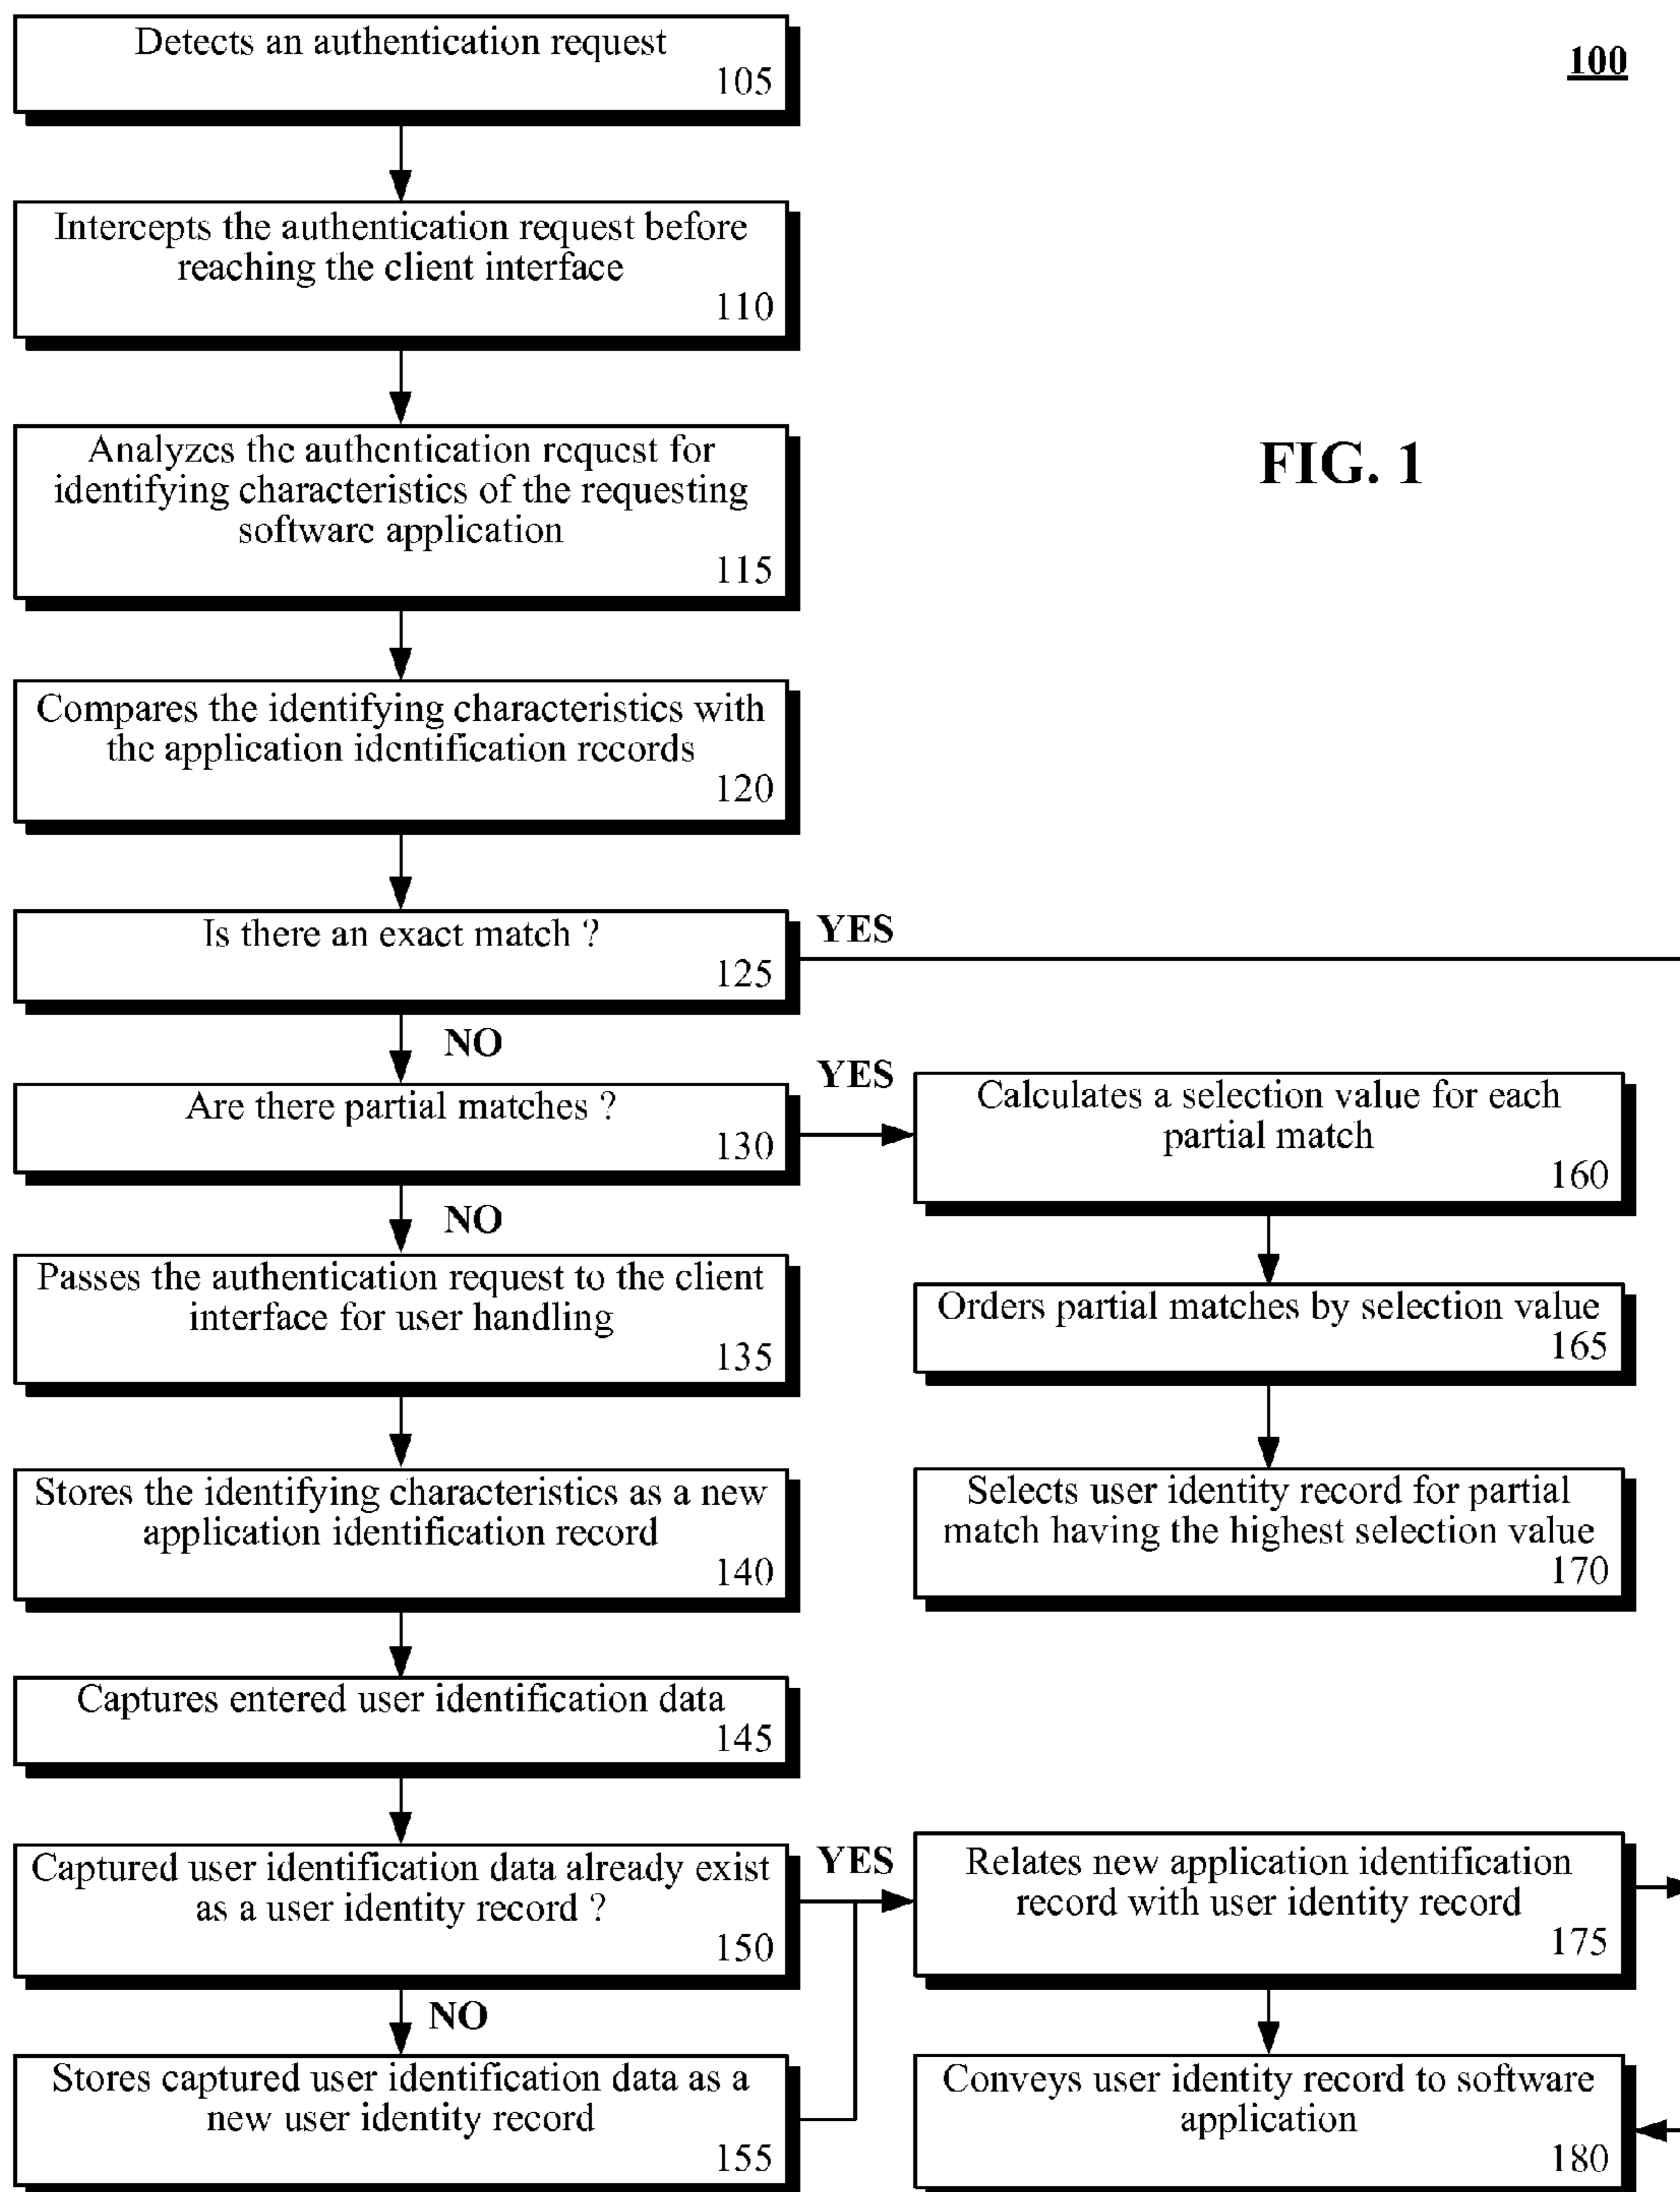 Detects an authentication request
105
100
Intercepts the authentication request before
reaching the client interface
110
Analyzes the authentication request for
identifying characteristics of the requesting
software application
115
FIG. 1
Compares the identifying characteristics with
the application identification records
120
Is there an exact match ?
125
YES
NO
Are there partial matches ?
130
YES
NO
Calculates a selection value for each
partial match
160
Passes the authentication request to the client
interface for user handling
135
Orders partial matches by selection value
165
Stores the identifying characteristics as a new
application identification record
140
Selects user identity record for partial
match having the highest selection value
170
Captures entered user identification data
145
Captured user identification data already exist
as a user identity record ?
150
YES
NO
Relates new application identification
record with user identity record
175
Stores captured user identification data as a
new user identity record
155
Conveys user identity record to software
application
180